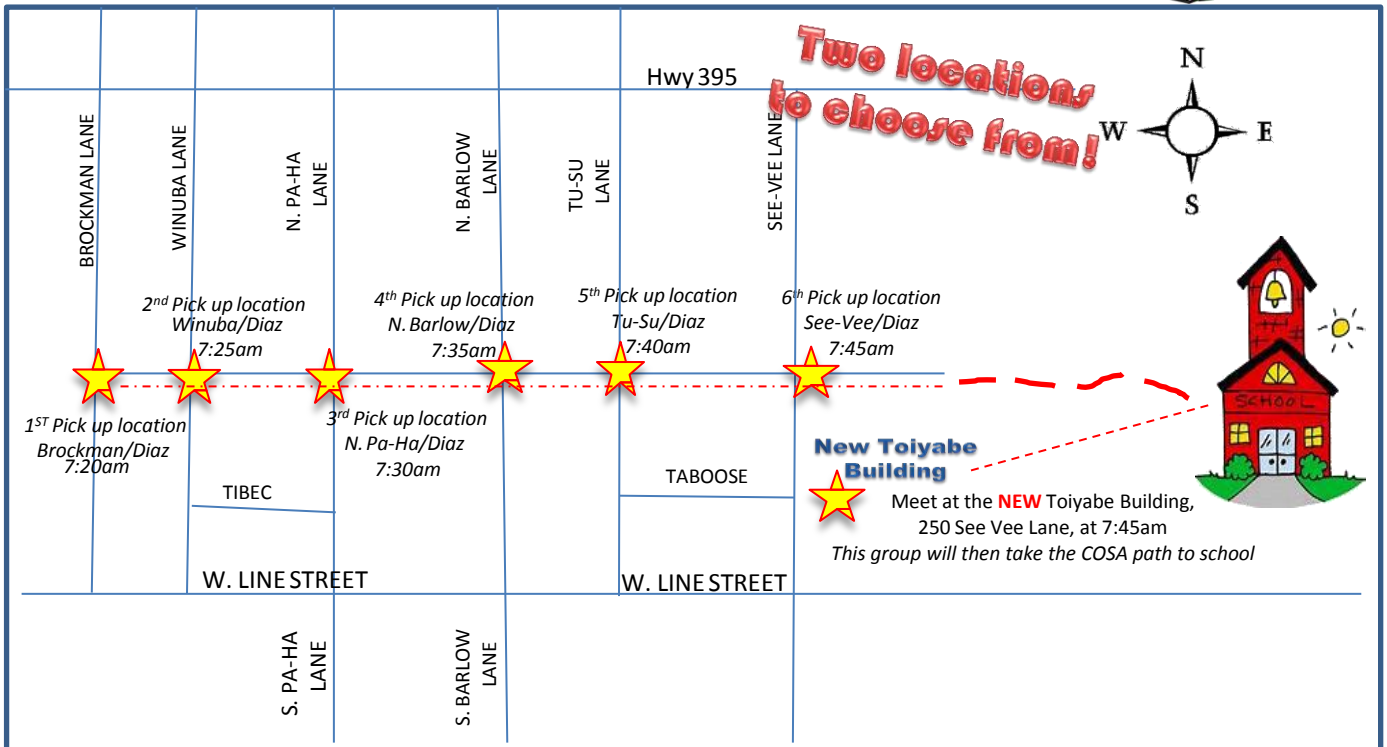 Two locations
to choose from!
Hwy 395
N
W
E
S
BROCKMAN LANE
WINUBA LANE
N. PA-HA
LANE
N. BARLOW
LANE
TU-SU
LANE
SEE-VEE LANE
2nd Pick up location
Winuba/Diaz
7:25am
4th Pick up location
N. Barlow/Diaz
7:35am
5th Pick up location
Tu-Su/Diaz
7:40am
6th Pick up location
See-Vee/Diaz
7:45am
1ST Pick up location
Brockman/Diaz
7:20am
3rd Pick up location
N. Pa-Ha/Diaz
7:30am
SCHOOL
New Toiyabe
Building
TIBEC
TABOOSE
Meet at the NEW Toiyabe Building,
250 See Vee Lane, at 7:45am
This group will then take the COSA path to school
W. LINE STREET
W. LINE STREET
S. PA-HA
LANE
S. BARLOW
LANE